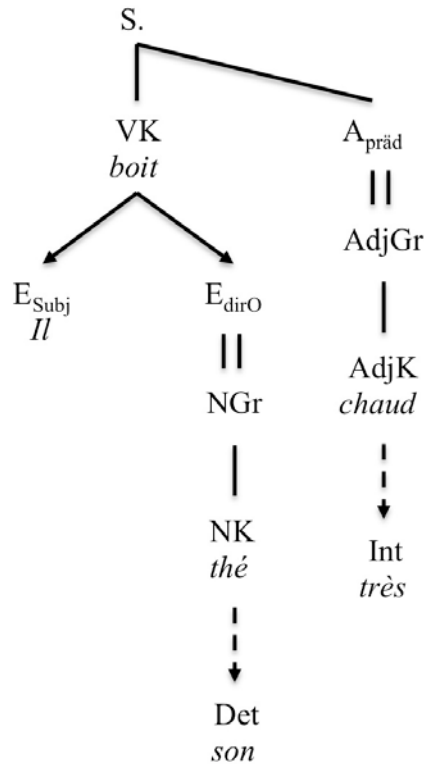 S.
VK
boit
A_präd
AdjGr
E_Subj
Il
E_dirO
NGr
AdjK
chaud
NK
thé
Int
très
Det
son